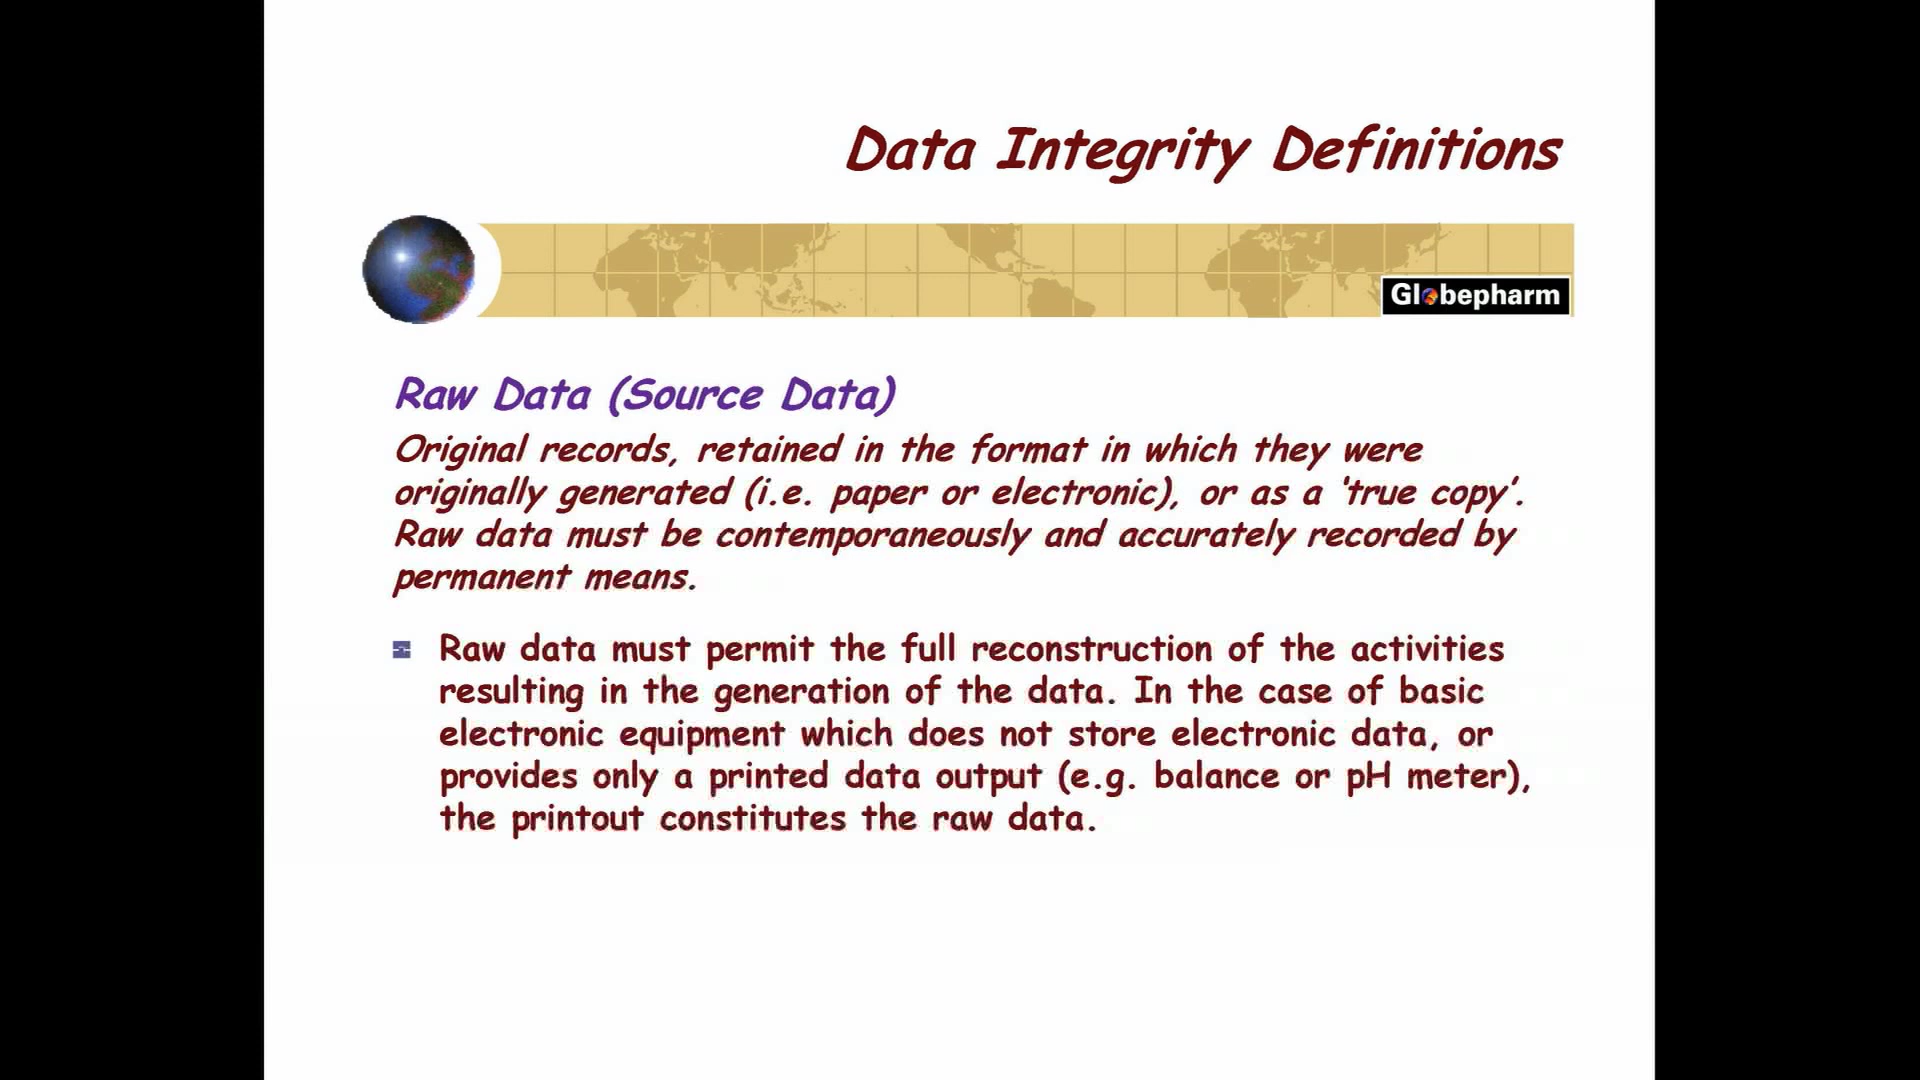 Data Integrity Definitions
Globepharm
Raw Data (Source Data)
Original records, retained in the format in which they were
originally generated (i.e. paper or electronic), or as a 'true copy'.
Raw data must be contemporaneously and accurately recorded by
permanent means.
Raw data must permit the full reconstruction of the activities
resulting in the generation of the data. In the case of basic
electronic equipment which does not store electronic data, or
provides only a printed data output (e.g. balance or pH meter),
the printout constitutes the raw data.